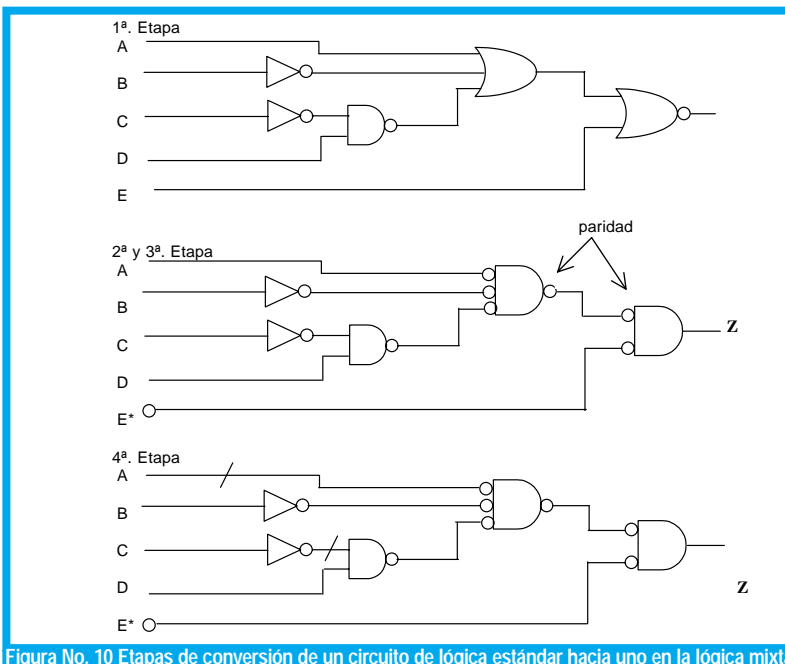 1ª. Etapa
A
B
C
D
E
paridad
2ª y 3ª. Etapa
A
B
C
D
E*
Z
4ª. Etapa
A
B
C
D
E*
Z
Figura No. 10 Etapas de conversión de un circuito de lógica estándar hacia uno en la lógica mixt